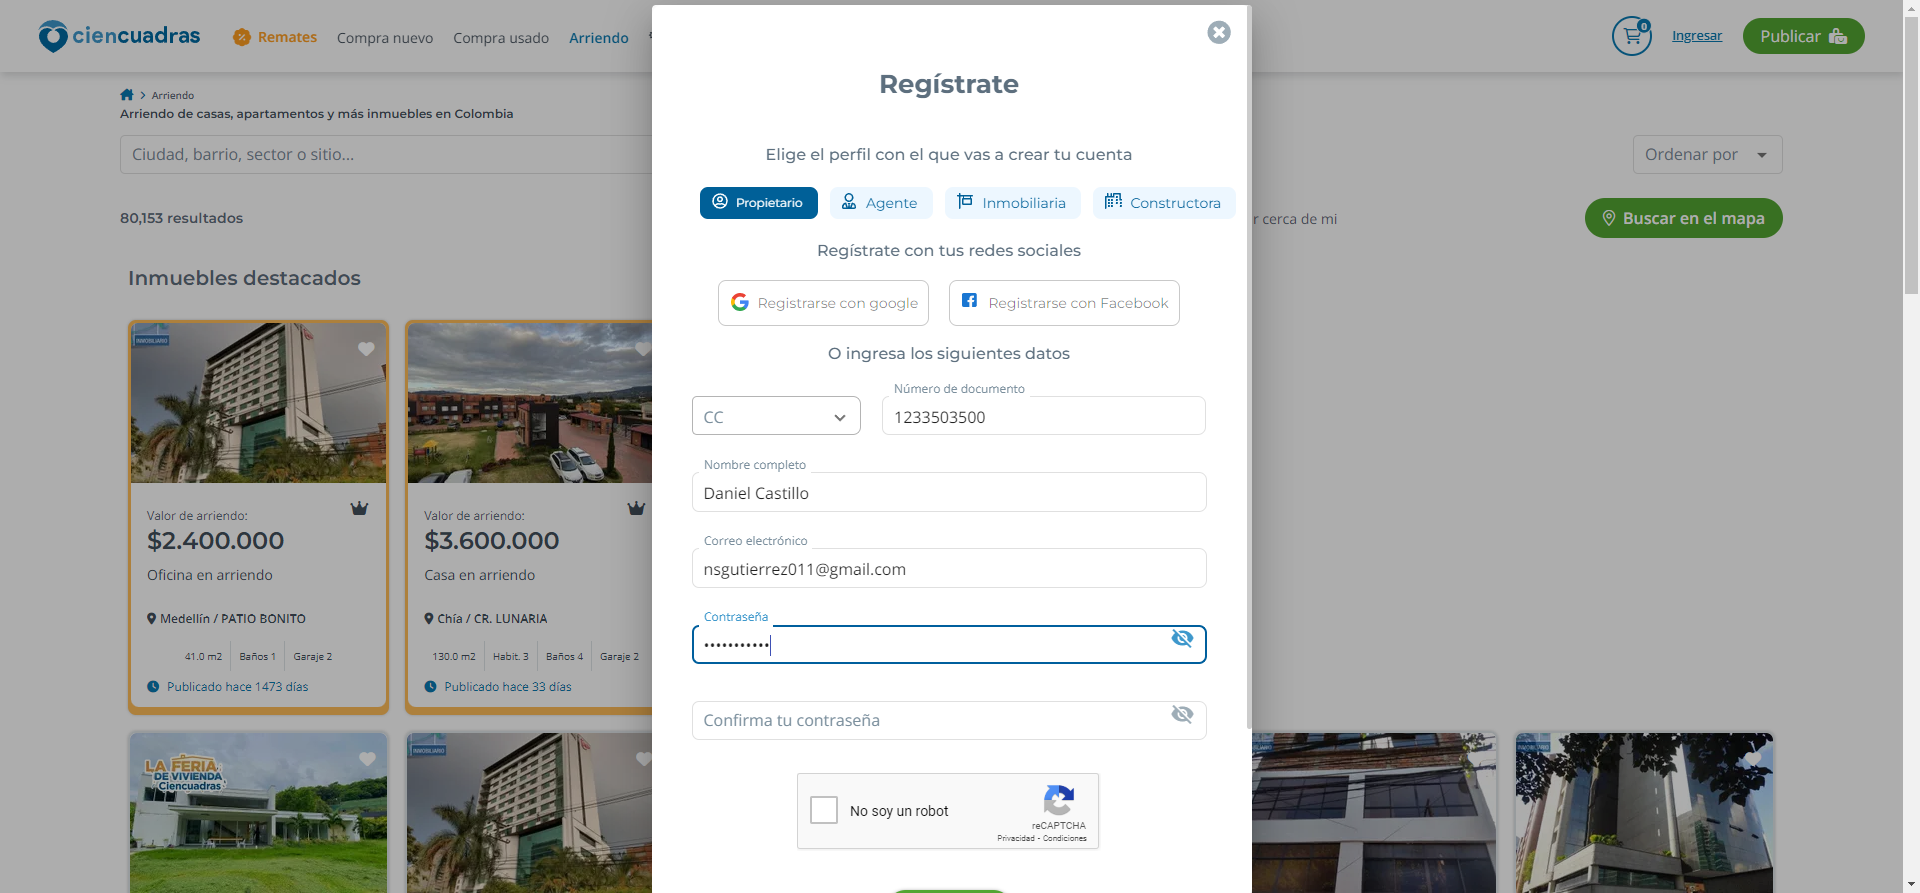 ciencuadras
Remates
Compra nuevo
Compra usado
Arriendo
0
Ingresar
Publicar
Arriendo
Arriendo de casas, apartamentos y más inmuebles en Colombia
Ciudad, barrio, sector o sitio...
Ordenar por
80,153 resultados
r cerca de mi
Buscar en el mapa
Inmuebles destacados
INMOBILIARIO
Valor de arriendo:
$2.400.000
Oficina en arriendo
Medellín / PATIO BONITO
41.0 m2
Baños 1
Garaje 2
Publicado hace 1473 días
Valor de arriendo:
$3.600.000
Casa en arriendo
Chía / CR. LUNARIA
130.0 m2
Habit. 3
Baños 4
Garaje 2
Publicado hace 33 días
LA FERIA
DE VIVIENDA
Ciencuadras
INMOBILIARIO
INMOBILIARIO
Regístrate
Elige el perfil con el que vas a crear tu cuenta
Propietario
Agente
Inmobiliaria
Constructora
Regístrate con tus redes sociales
Registrarse con google
Registrarse con Facebook
O ingresa los siguientes datos
CC
Número de documento
1233503500
Nombre completo
Daniel Castillo
Correo electrónico
nsgutierrez011@gmail.com
Contraseña
•••••••••••
Confirma tu contraseña
No soy un robot
reCAPTCHA
Privacidad - Condiciones